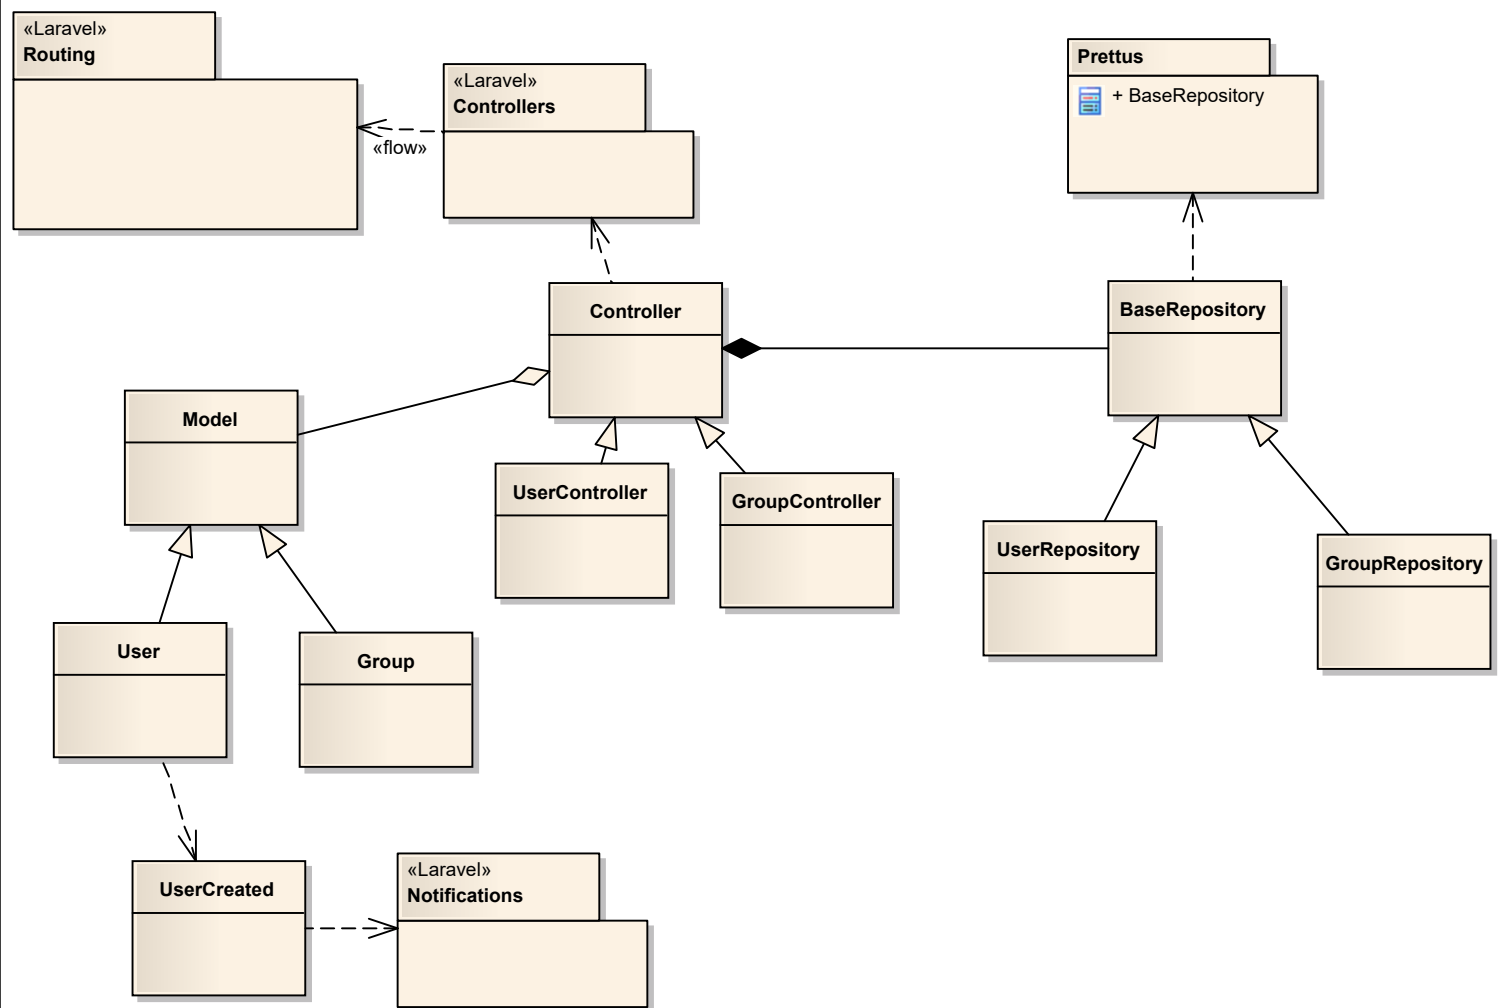 «Laravel»
Routing
«Laravel»
Controllers
«flow»
Prettus
+ BaseRepository
Controller
BaseRepository
Model
UserController
GroupController
UserRepository
GroupRepository
User
Group
UserCreated
«Laravel»
Notifications